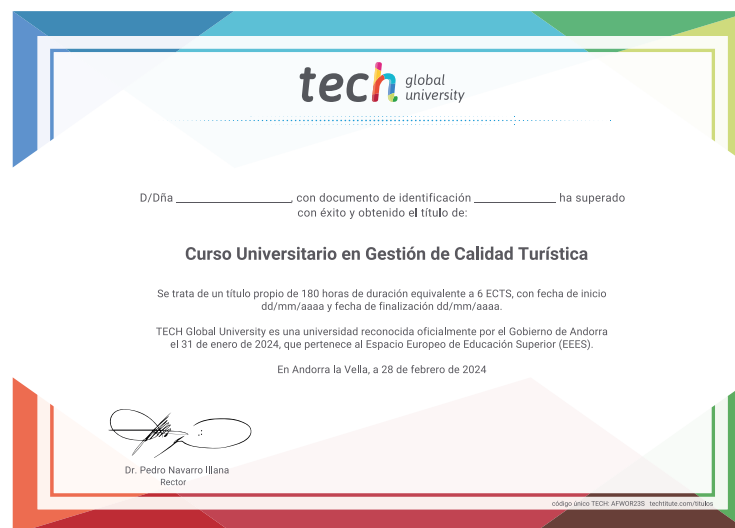 tech global university
D/Dña ________________, con documento de identificación ____________ ha superado
con éxito y obtenido el título de:
Curso Universitario en Gestión de Calidad Turística
Se trata de un título propio de 180 horas de duración equivalente a 6 ECTS, con fecha de inicio
dd/mm/aaaa y fecha de finalización dd/mm/aaaa.
TECH Global University es una universidad reconocida oficialmente por el Gobierno de Andorra
el 31 de enero de 2024, que pertenece al Espacio Europeo de Educación Superior (EEES).
En Andorra la Vella, a 28 de febrero de 2024
Dr. Pedro Navarro Illana
Rector
código único TECH: AFWOR23S techtitute.com/titulos